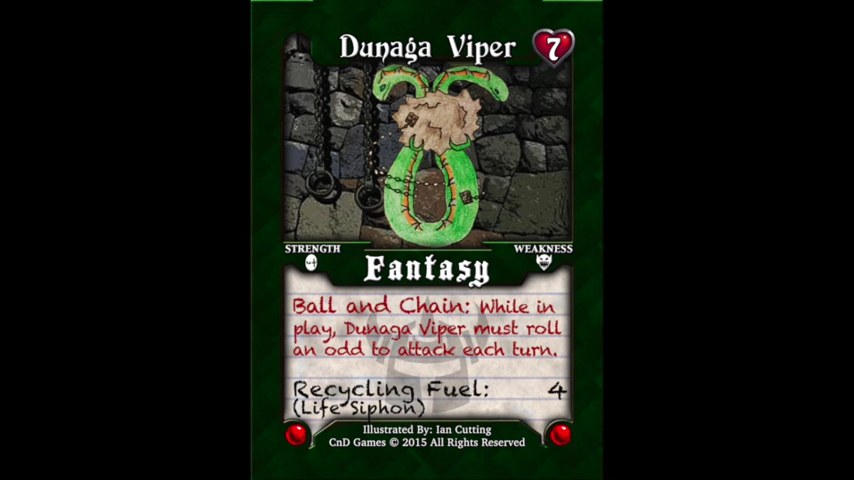 Dunaga Viper 7
STRENGTH WEAKNESS
Fantasy
Ball and Chain: While in
play, Dunaga Viper must roll
an odd to attack each turn.
Recycling Fuel: 4
(Life Siphon)
Illustrated By: Ian Cutting
CnD Games © 2015 All Rights Reserved